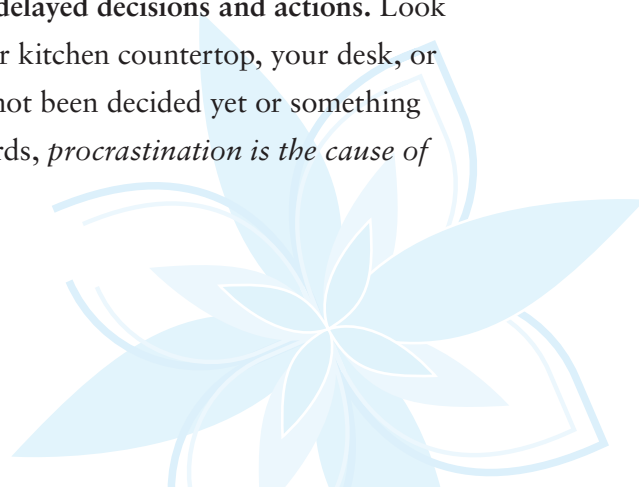 delayed decisions and actions. Look
kitchen countertop, your desk, or
not been decided yet or something
procrastination is the cause of